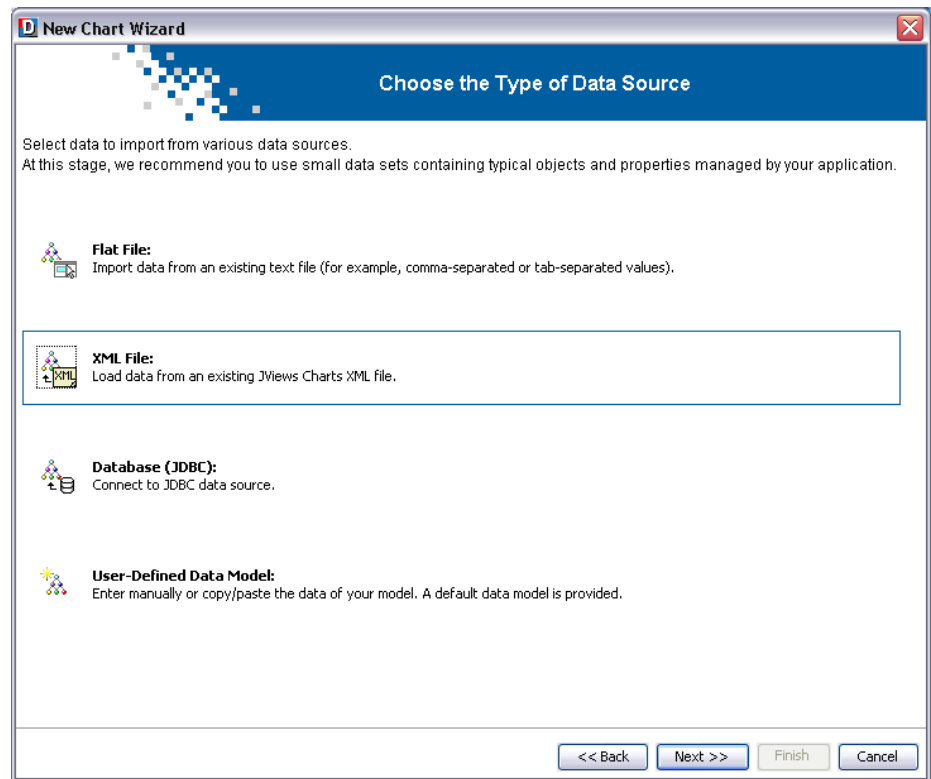 D New Chart Wizard
Choose the Type of Data Source
Select data to import from various data sources.
At this stage, we recommend you to use small data sets containing typical objects and properties managed by your application.
Flat File:
Import data from an existing text file (for example, comma-separated or tab-separated values).
XML File:
XML
Load data from an existing JViews Charts XML file.
Database (JDBC):
Connect to JDBC data source.
User-Defined Data Model:
Enter manually or copy/paste the data of your model. A default data model is provided.
<< Back Next >> Finish Cancel